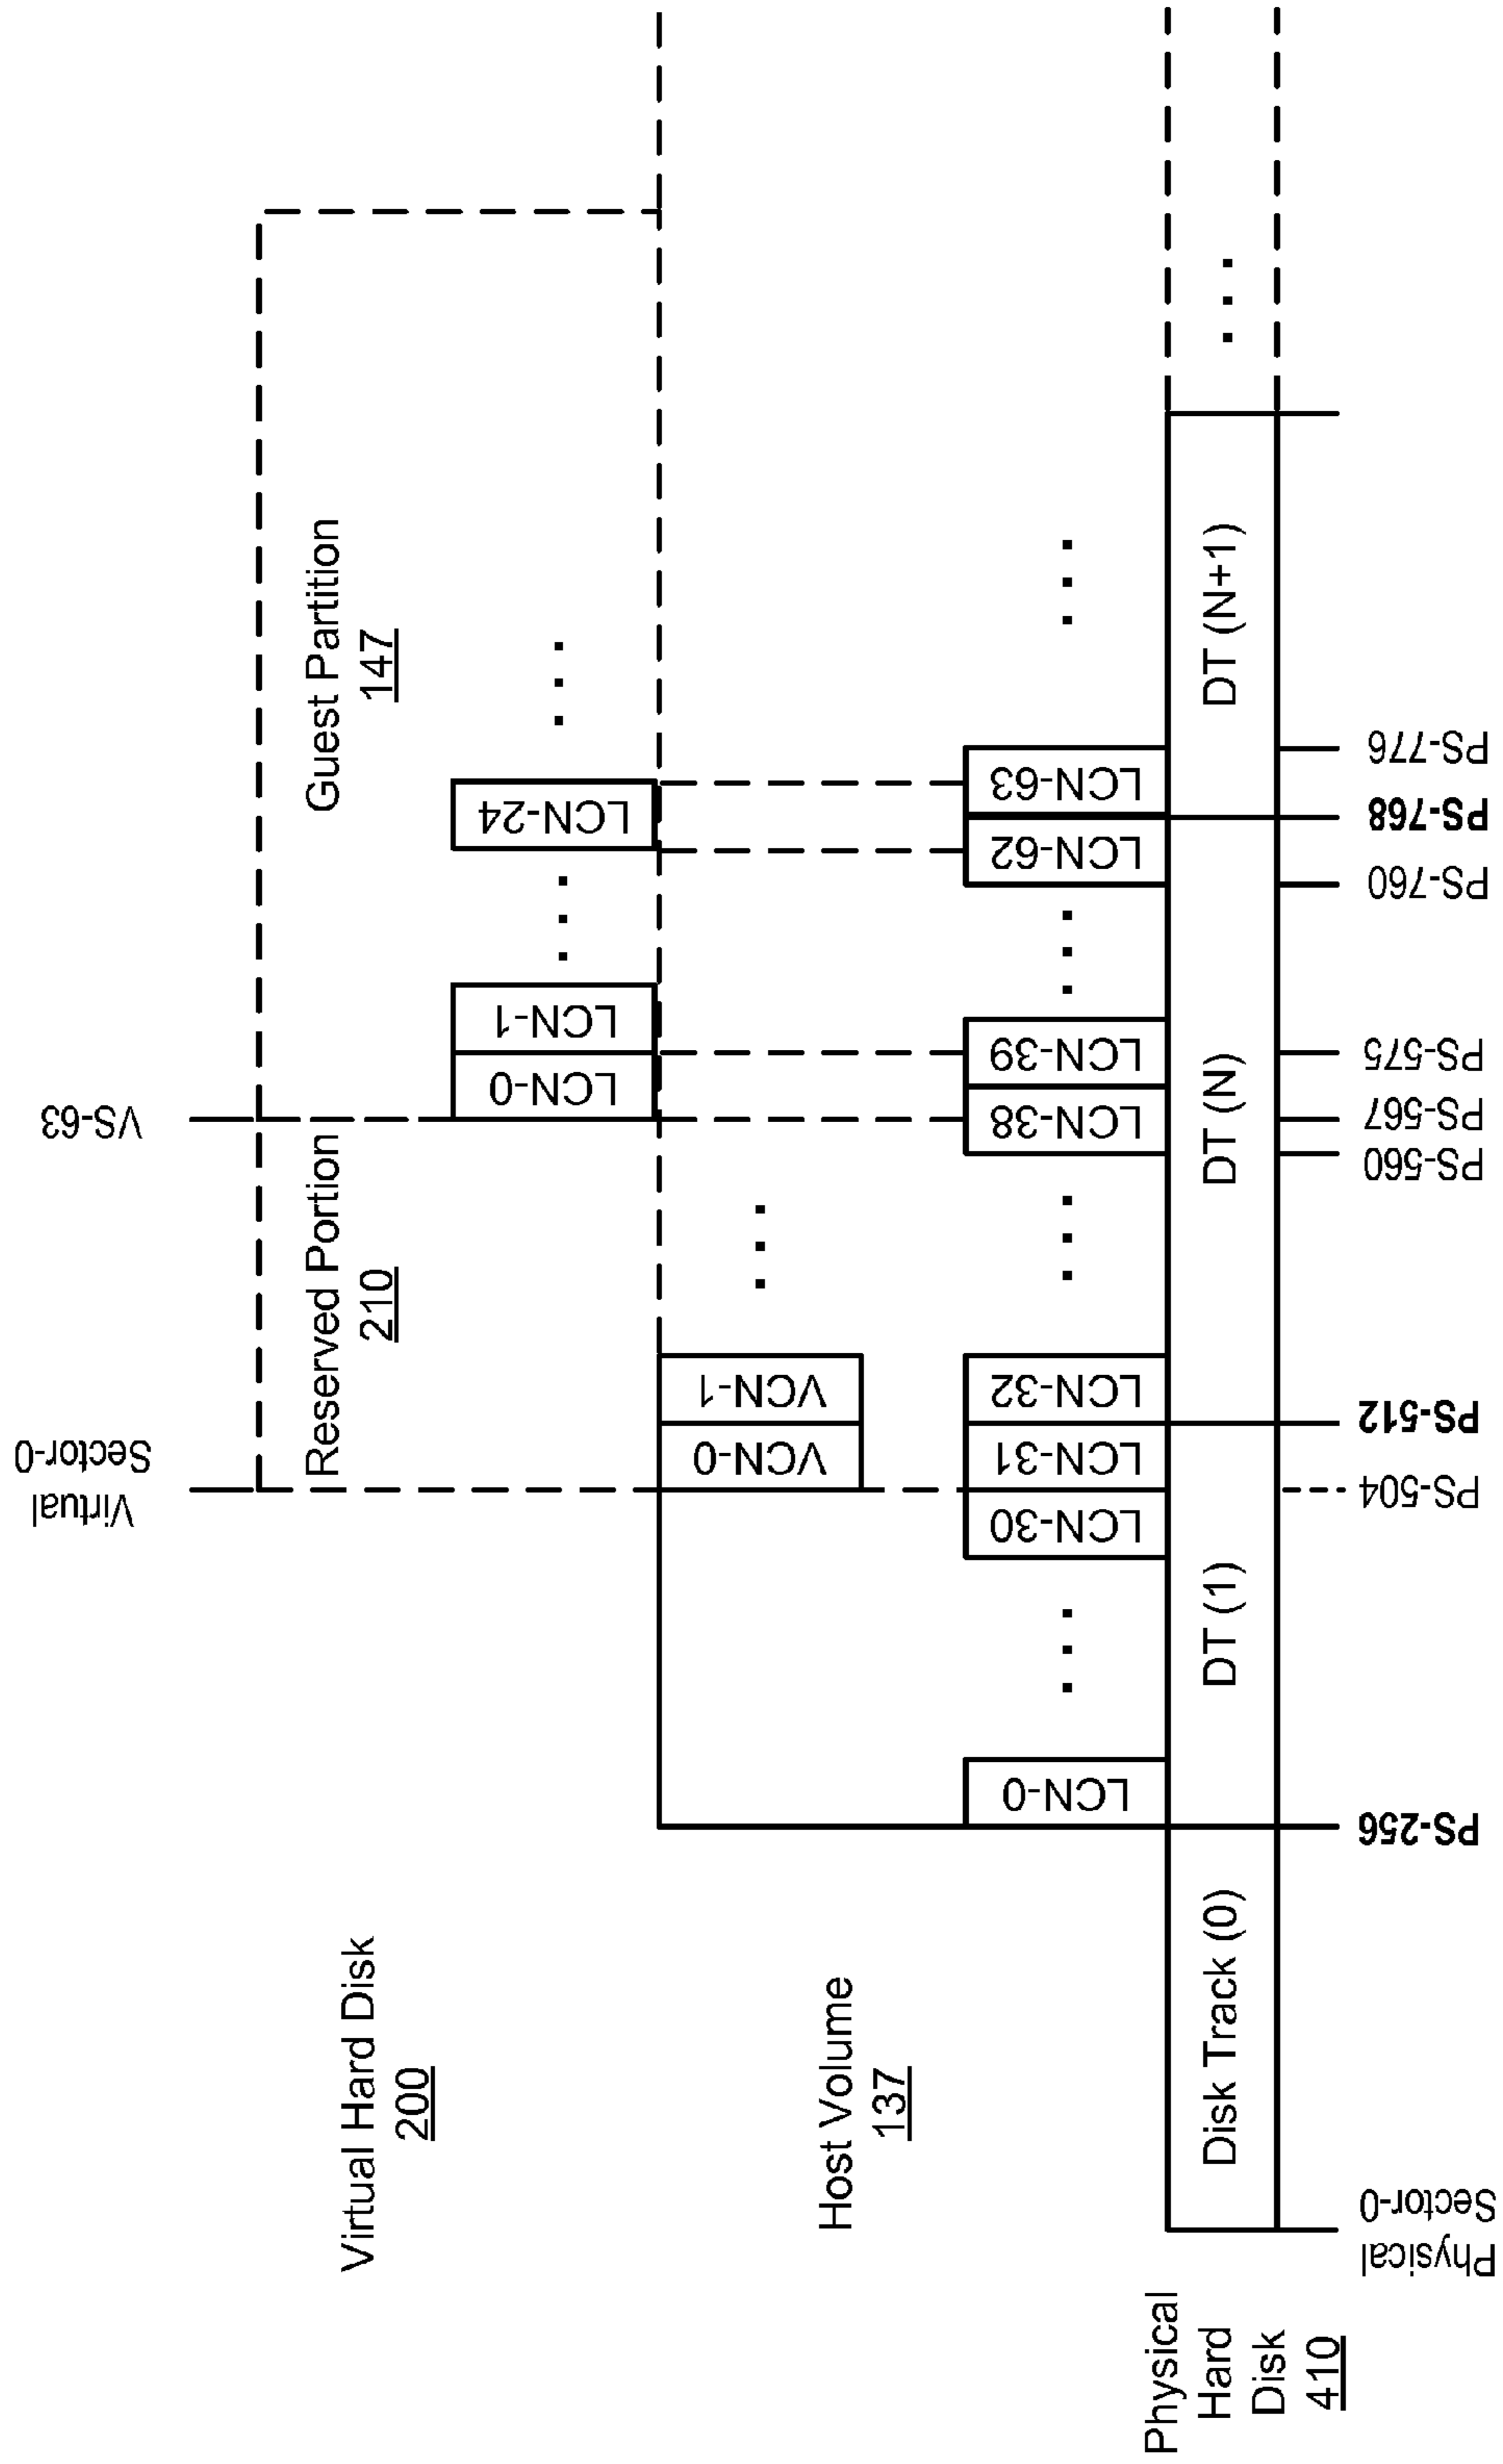 Virtual
Sector-0
VS-63
Virtual Hard Disk
200
Reserved Portion
210
Guest Partition
147
LCN-0
LCN-1
. . .
LCN-24
. . .
Host Volume
137
VCN-0
VCN-1
. . .
LCN-0
. . .
LCN-30
LCN-31
LCN-32
. . .
LCN-38
LCN-39
. . .
LCN-62
LCN-63
. . .
Physical
Hard
Disk
410
Disk Track (0)
DT (1)
DT (N)
DT (N+1)
. . .
Physical
Sector-0
PS-256
PS-504
PS-512
PS-560
PS-567
PS-575
PS-760
PS-768
PS-776